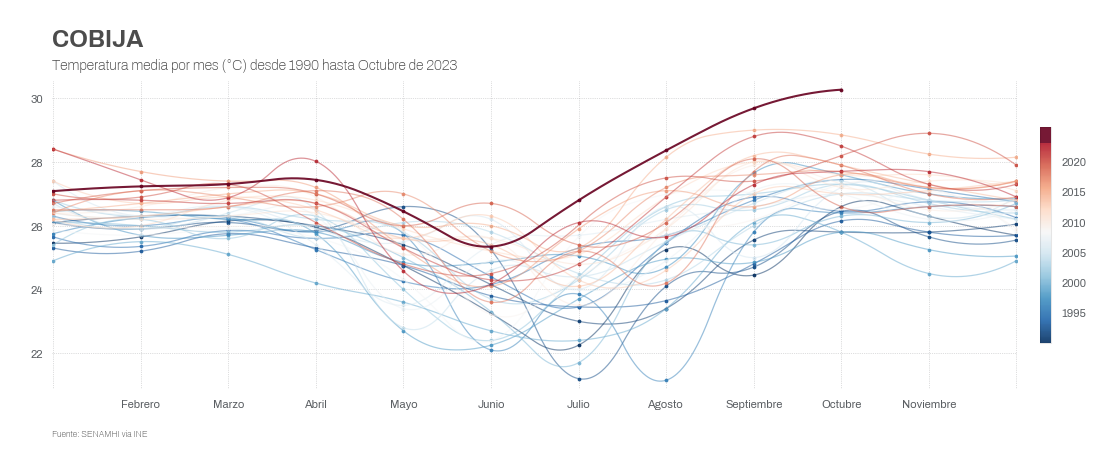 COBIJA
Temperatura media por mes (°C) desde 1990 hasta Octubre de 2023
30
28
26
24
22
2020
2015
2010
2005
2000
1995
Febrero Marzo Abril Mayo Junio Julio Agosto Septiembre Octubre Noviembre
Fuente: SENAMHI via INE